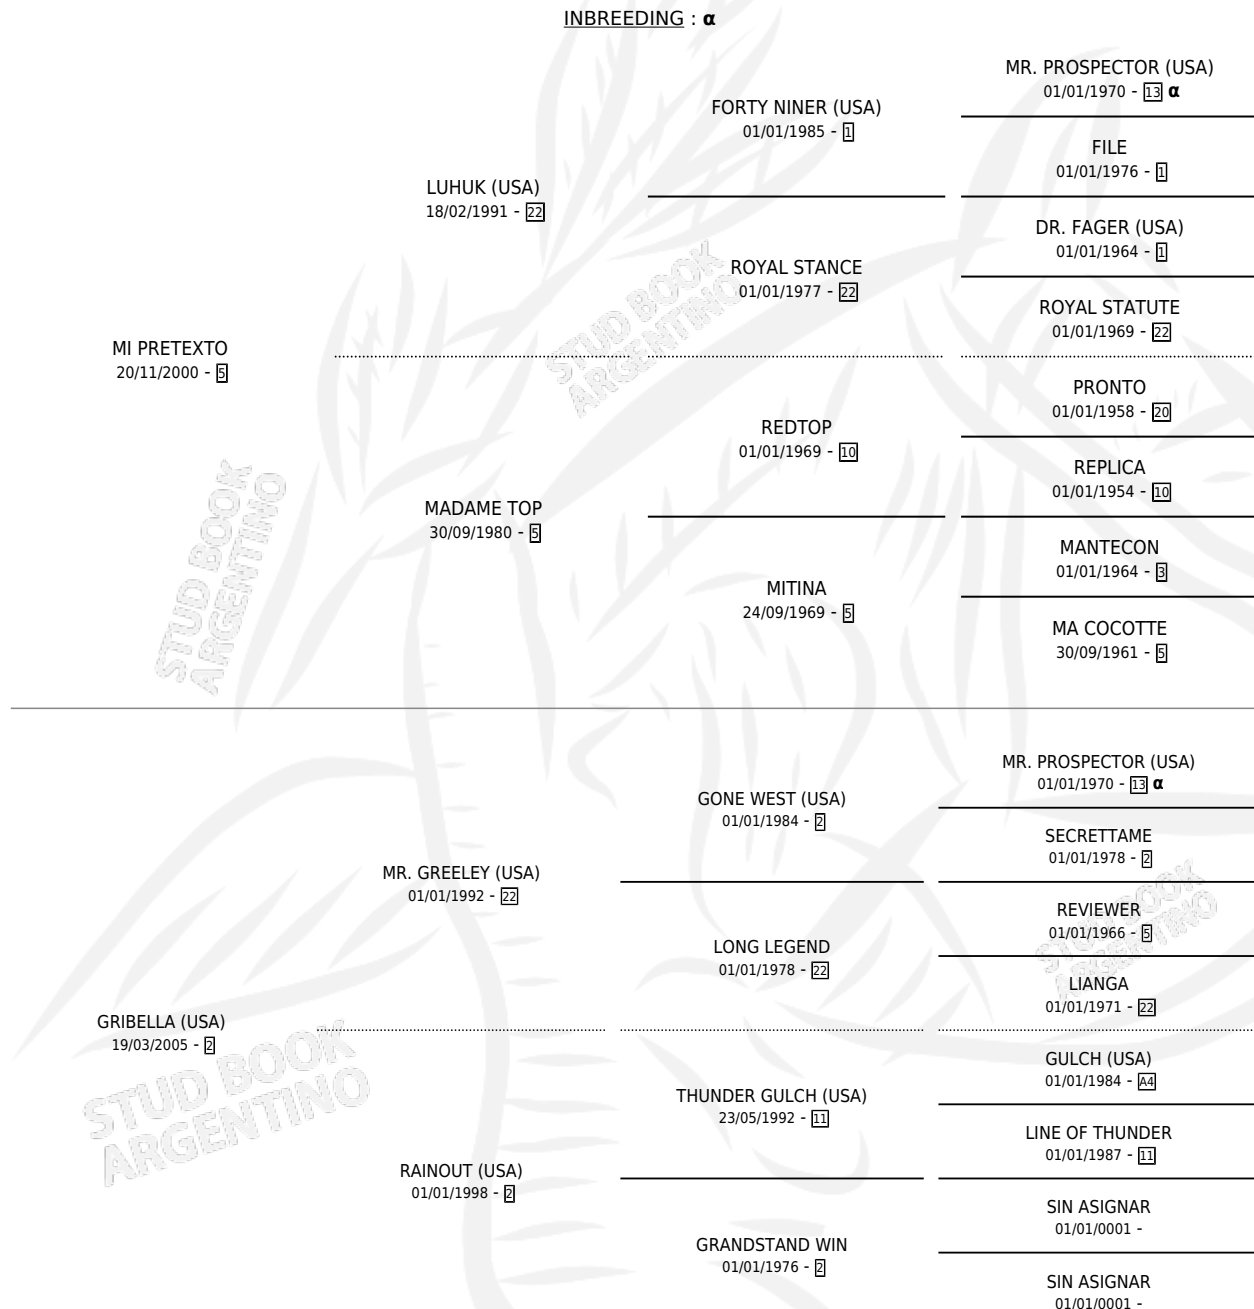 INBREEDING : α
MR. PROSPECTOR (USA)
01/01/1970 - 13 α
FORTY NINER (USA)
01/01/1985 - 1
FILE
01/01/1976 - 1
LUHUK (USA)
18/02/1991 - 22
DR. FAGER (USA)
01/01/1964 - 1
ROYAL STANCE
01/01/1977 - 22
ROYAL STATUTE
01/01/1969 - 22
MI PRETEXTO
20/11/2000 - 5
PRONTO
01/01/1958 - 20
REDTOP
01/01/1969 - 10
REPLICA
01/01/1954 - 10
MADAME TOP
30/09/1980 - 5
MANTECON
01/01/1964 - 3
MITINA
24/09/1969 - 5
MA COCOTTE
30/09/1961 - 5
MR. PROSPECTOR (USA)
01/01/1970 - 13 α
GONE WEST (USA)
01/01/1984 - 2
SECRETTAME
01/01/1978 - 2
MR. GREELEY (USA)
01/01/1992 - 22
REVIEWER
01/01/1966 - 5
LONG LEGEND
01/01/1978 - 22
LIANGA
01/01/1971 - 22
GRIBELLA (USA)
19/03/2005 - 2
GULCH (USA)
01/01/1984 - A4
THUNDER GULCH (USA)
23/05/1992 - 11
LINE OF THUNDER
01/01/1987 - 11
RAINOUT (USA)
01/01/1998 - 2
SIN ASIGNAR
01/01/0001 -
GRANDSTAND WIN
01/01/1976 - 2
SIN ASIGNAR
01/01/0001 -
STUD BOOK
ARGENTINO
STUD BOOK
ARGENTINO
STUD BOOK
ARGENTINO
STUD BOOK
ARGENTINO